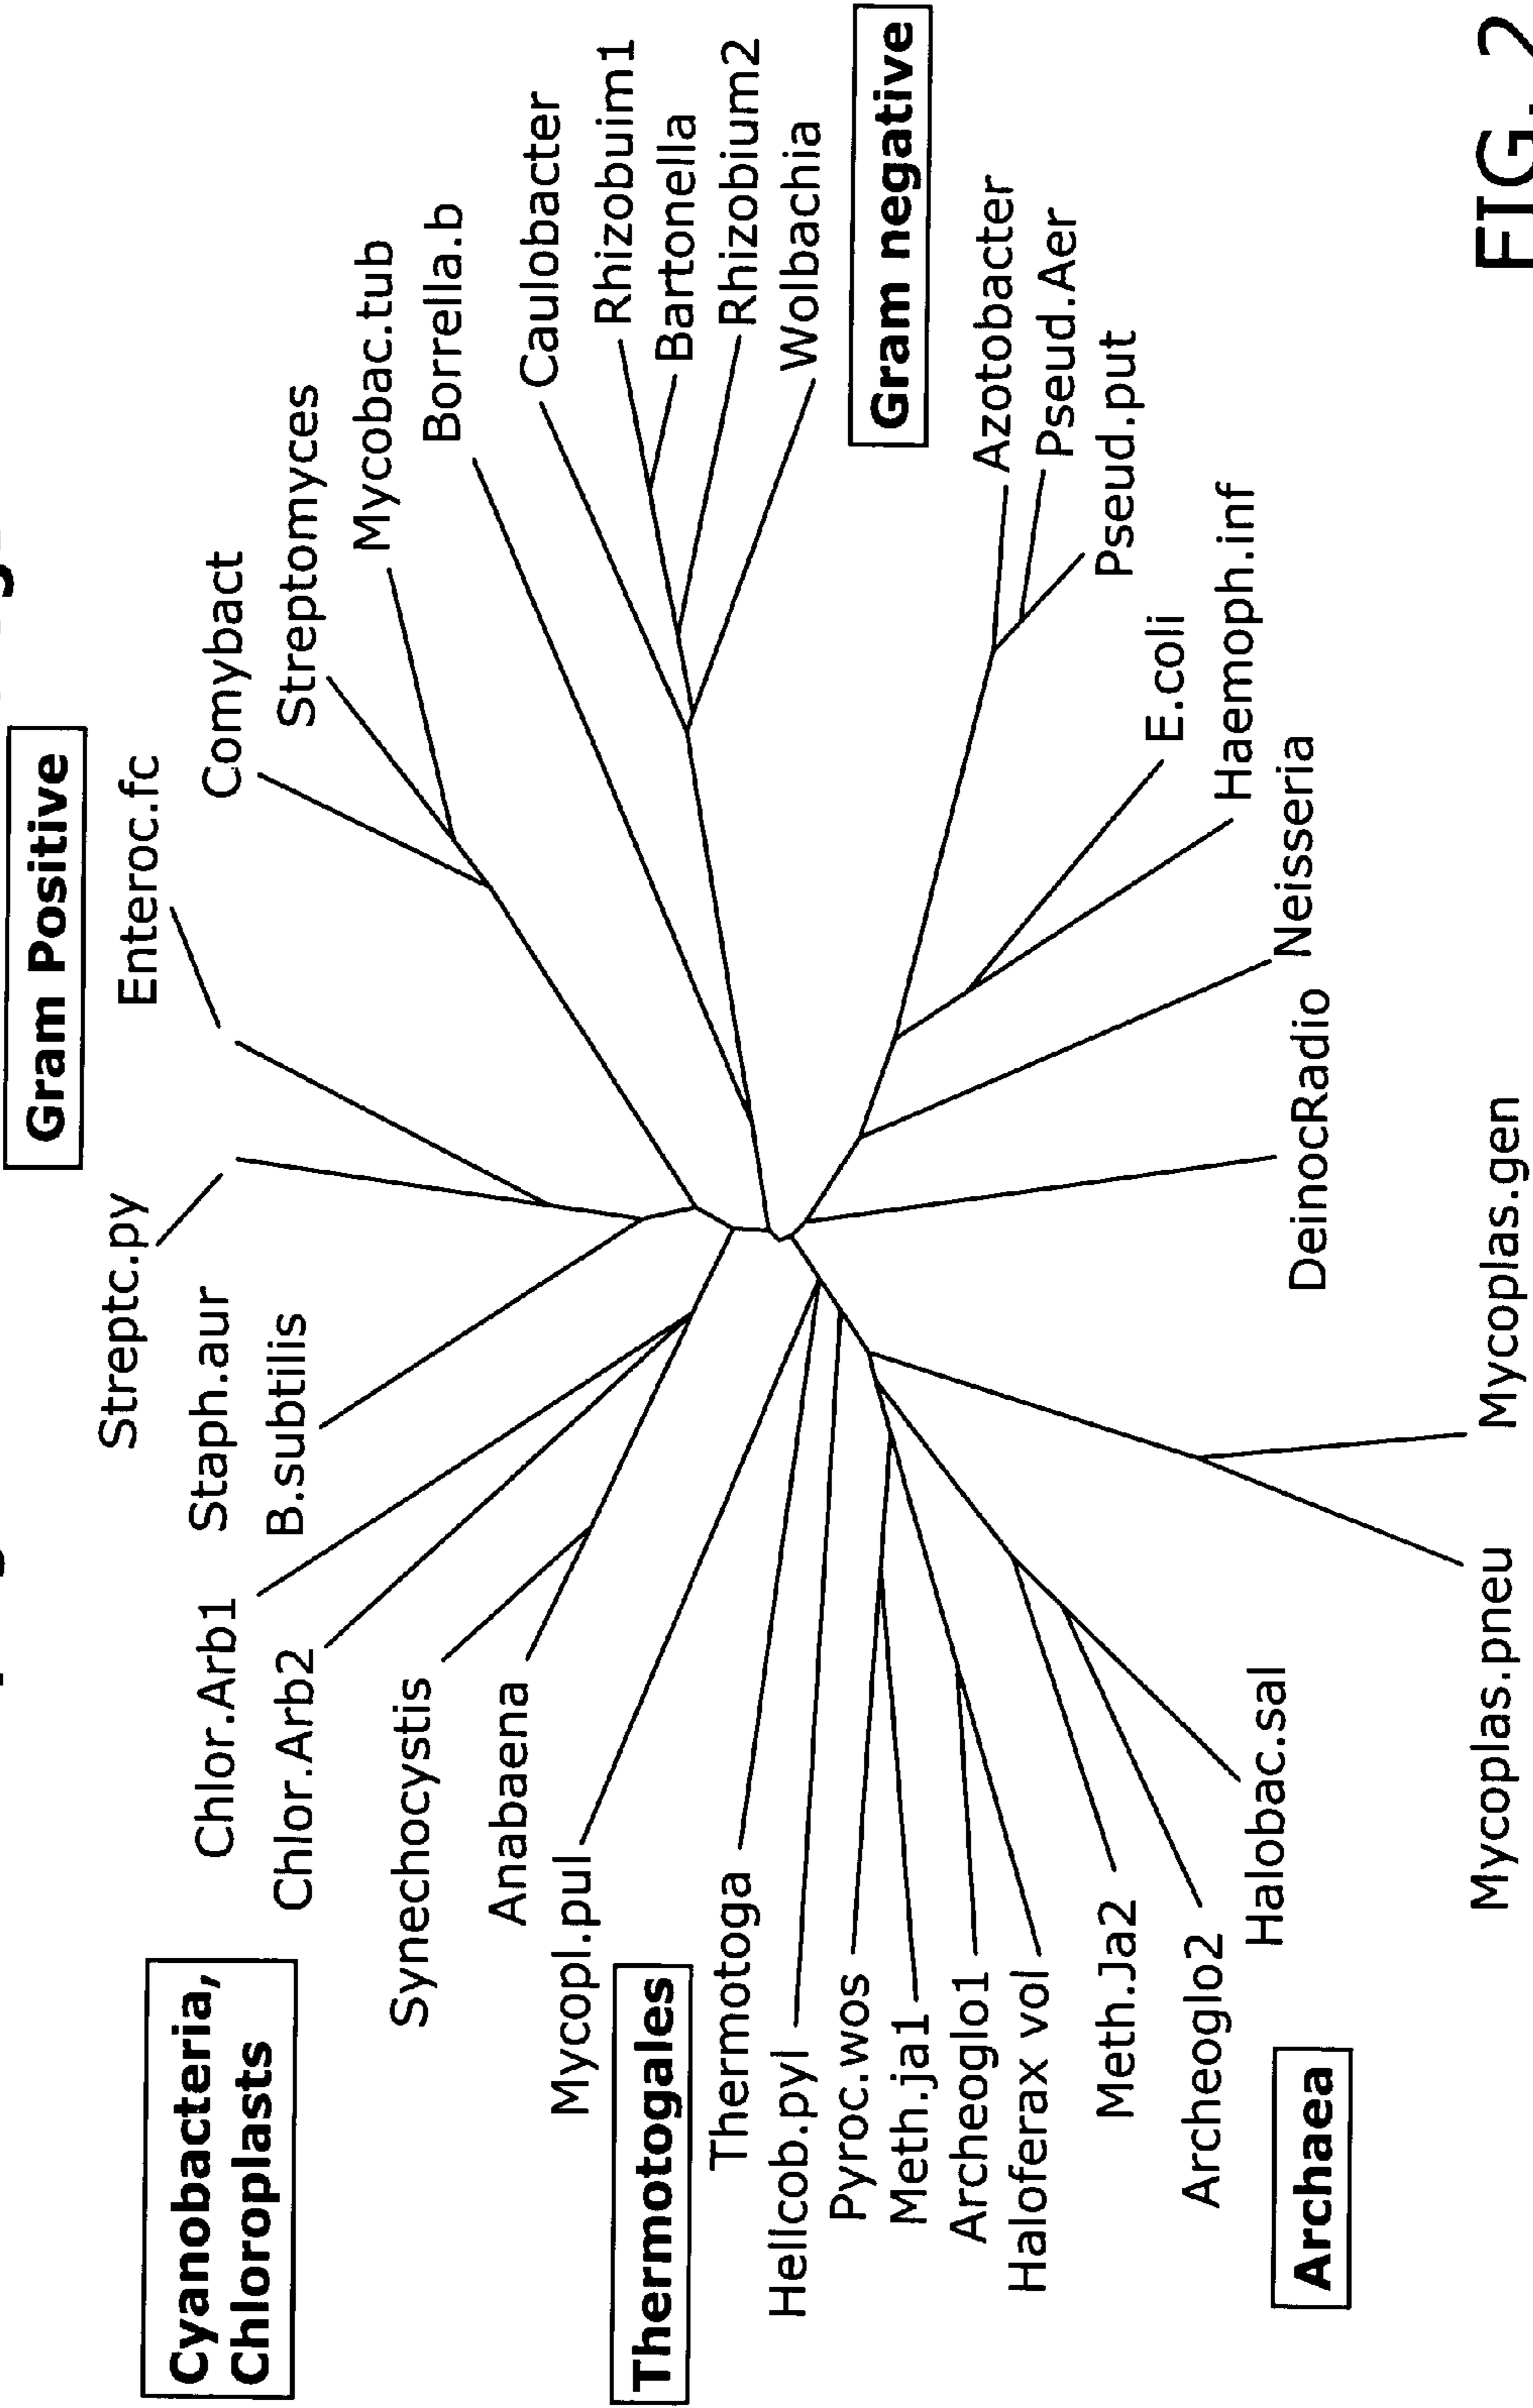 Gram Positive
Cyanobacteria,
Chloroplasts
Streptc.py
Enteroc.fc
Staph.aur
B.subtilis
Comybact
Streptomyces
Mycobac.tub
Borrella.b
Caulobacter
Rhizobuim1
Bartonella
Rhizobium2
Wolbachia
Gram negative
Chlor.Arb1
Chlor.Arb2
Synechocystis
Anabaena
Mycopl.pul
Thermotogales
Thermotoga
Helicob.pyl
Pyroc.wos
Meth.ja1
Archeoglo1
Haloferax vol
Meth.Ja2
Archeoglo2
Halobac.sal
Archaea
Azotobacter
Pseud.Aer
Pseud.put
E.coli
Haemoph.inf
Neisseria
DeinocRadio
Mycoplas.gen
Mycoplas.pneu
FIG. 2